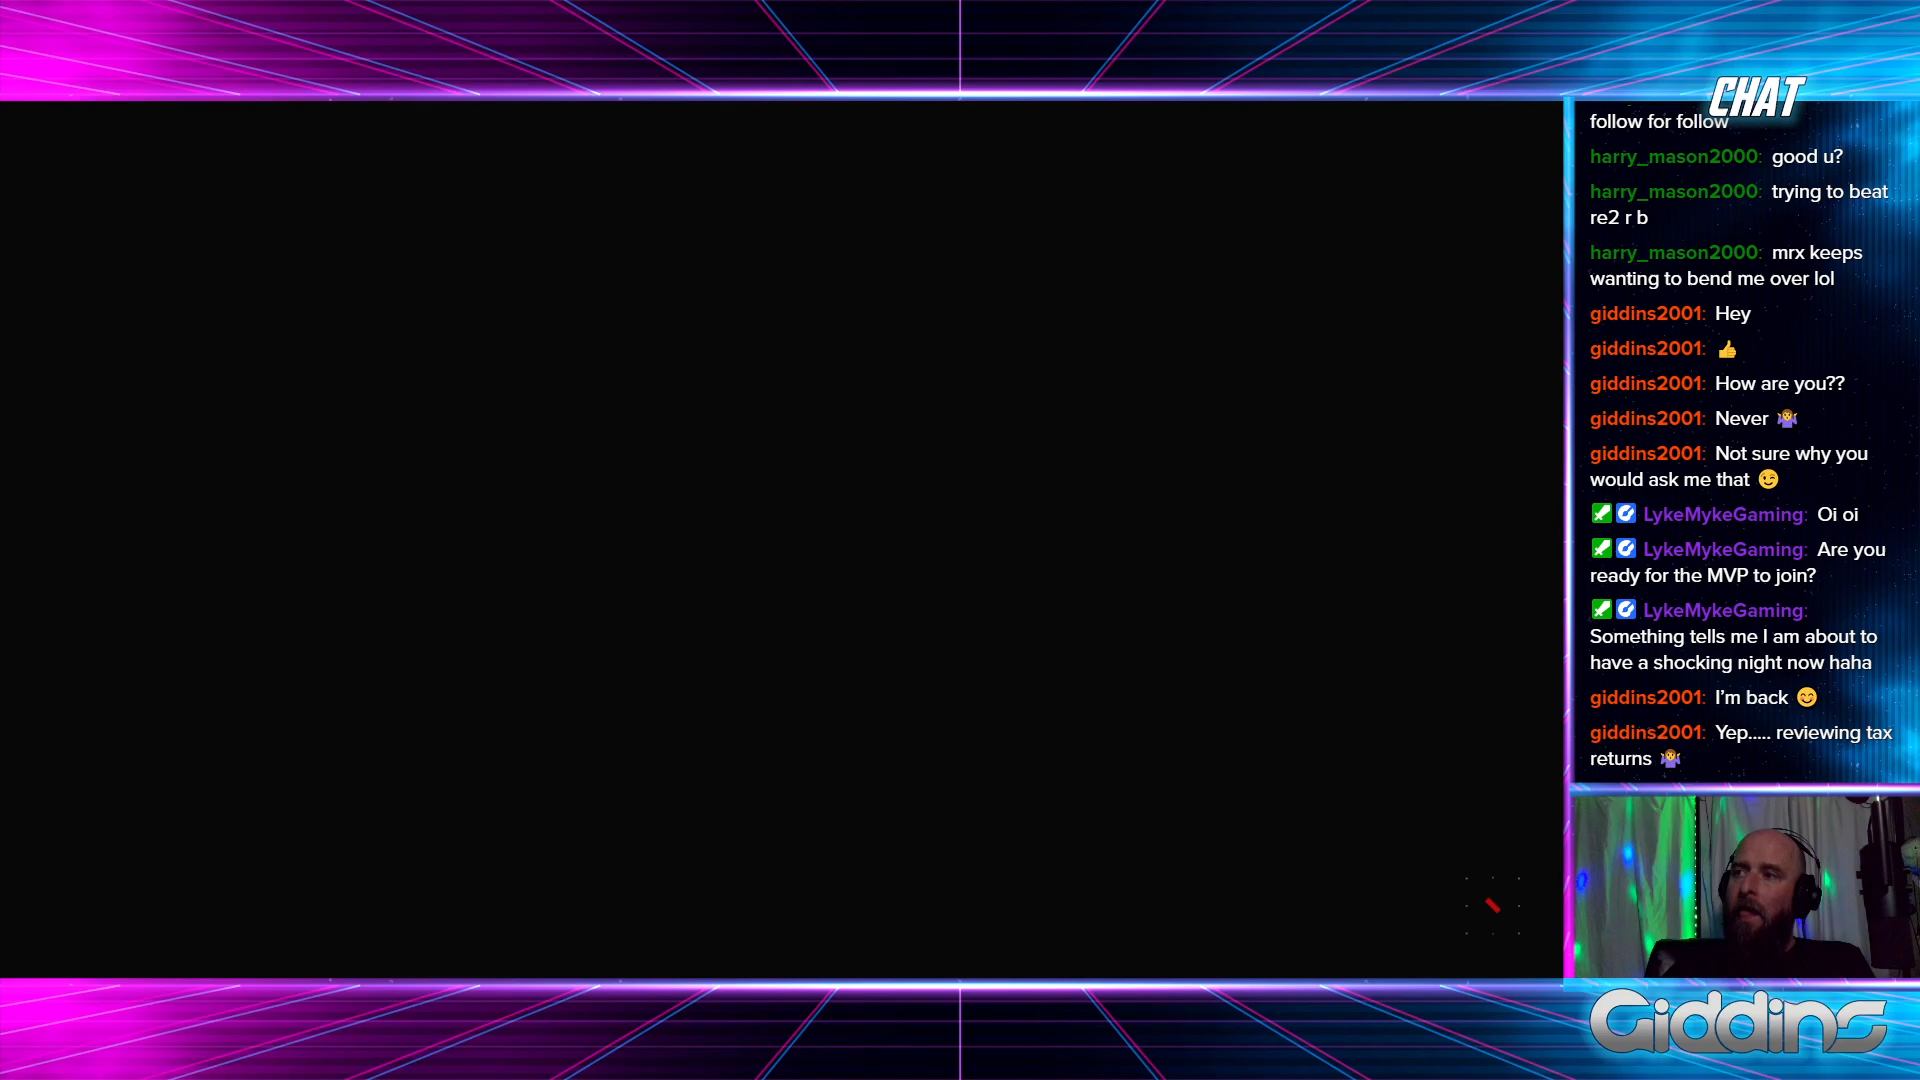 CHAT
follow for follow
harry_mason2000: good u?
harry_mason2000: trying to beat
re2 r b
harry_mason2000: mrx keeps
wanting to bend me over lol
giddins2001: Hey
giddins2001: 👍
giddins2001: How are you??
giddins2001: Never 🤷‍♀️
giddins2001: Not sure why you
would ask me that 😉
LykeMykeGaming: Oi oi
LykeMykeGaming: Are you
ready for the MVP to join?
LykeMykeGaming:
Something tells me I am about to
have a shocking night now haha
giddins2001: I’m back 😊
giddins2001: Yep..... reviewing tax
returns 🤷‍♀️
Giddins